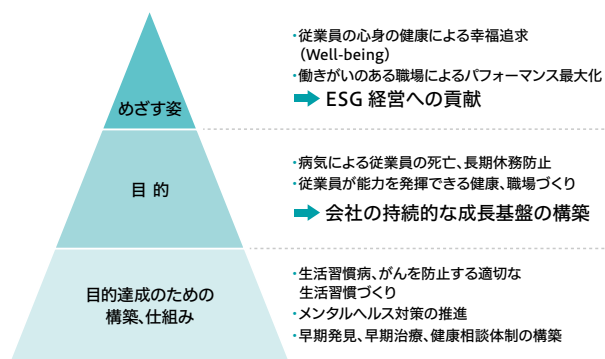 ・従業員の心身の健康による幸福追求
（Well-being）
・働きがいのある職場によるパフォーマンス最大化
➡ ESG 経営への貢献
めざす姿
・病気による従業員の死亡、長期休務防止
・従業員が能力を発揮できる健康、職場づくり
➡ 会社の持続的な成長基盤の構築
目 的
・生活習慣病、がんを防止する適切な
生活習慣づくり
・メンタルヘルス対策の推進
・早期発見、早期治療、健康相談体制の構築
目的達成のための
構築、仕組み